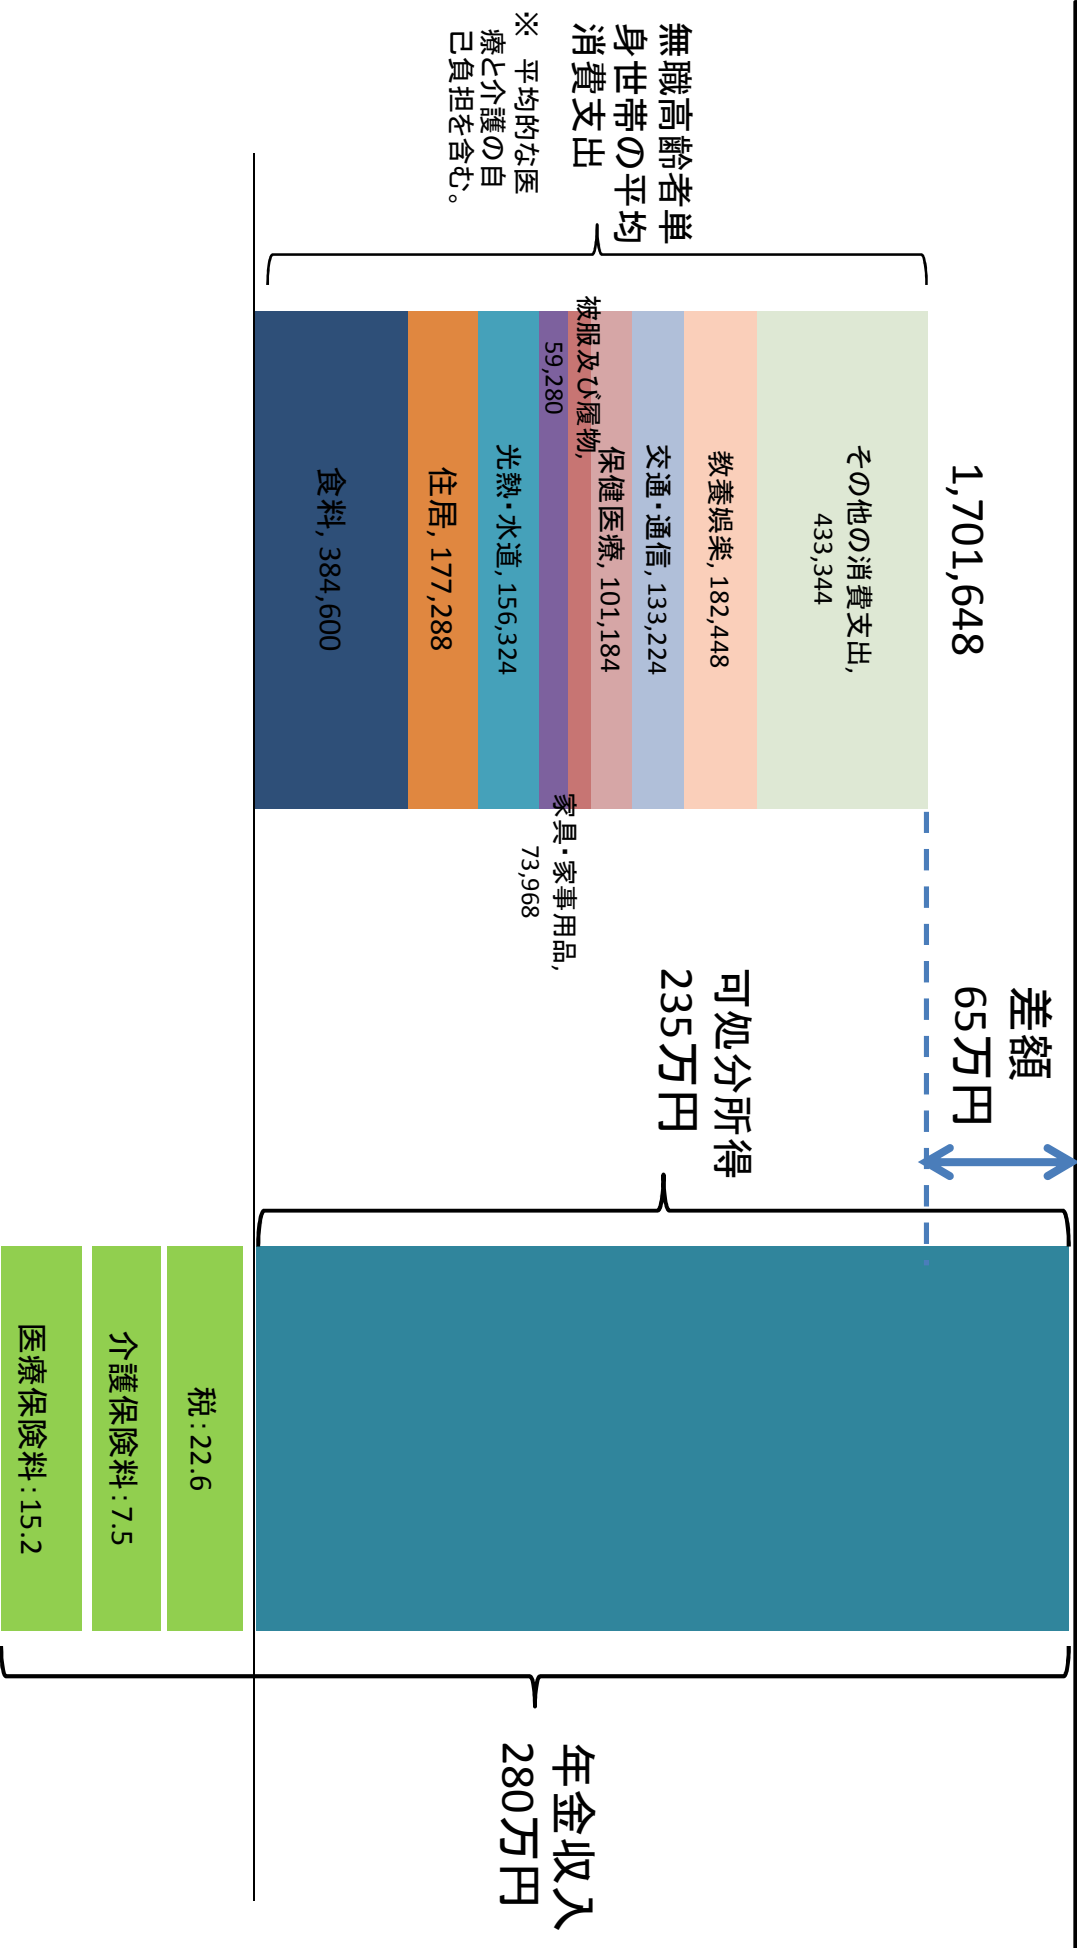 差額
65万円
1,701,648
無職高齢者単
身世帯の平均
消費支出
※ 平均的な医
療と介護の自
己負担を含む。
その他の消費支出,
433,344
教養娯楽, 182,448
交通・通信, 133,224
保健医療, 101,184
被服及び履物,
59,280
家具・家事用品,
73,968
光熱・水道, 156,324
住居, 177,288
食料, 384,600
可処分所得
235万円
年金収入
280万円
税：22.6
介護保険料：7.5
医療保険料：15.2